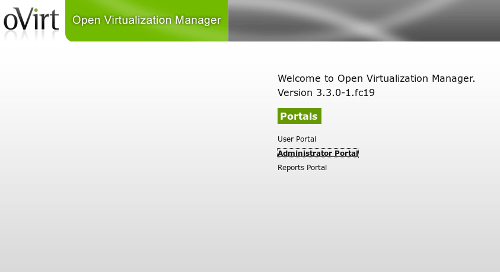 oVirt
Open Virtualization Manager
Welcome to Open Virtualization Manager.
Version 3.3.0-1.fc19
Portals
User Portal
Administrator Portal
Reports Portal